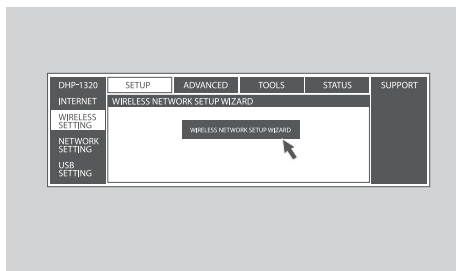 DHP-1320 SETUP ADVANCED TOOLS STATUS SUPPORT
INTERNET WIRELESS NETWORK SETUP WIZARD
WIRELESS
SETTING
WIRELESS NETWORK SETUP WIZARD
NETWORK
SETTING
USB
SETTING